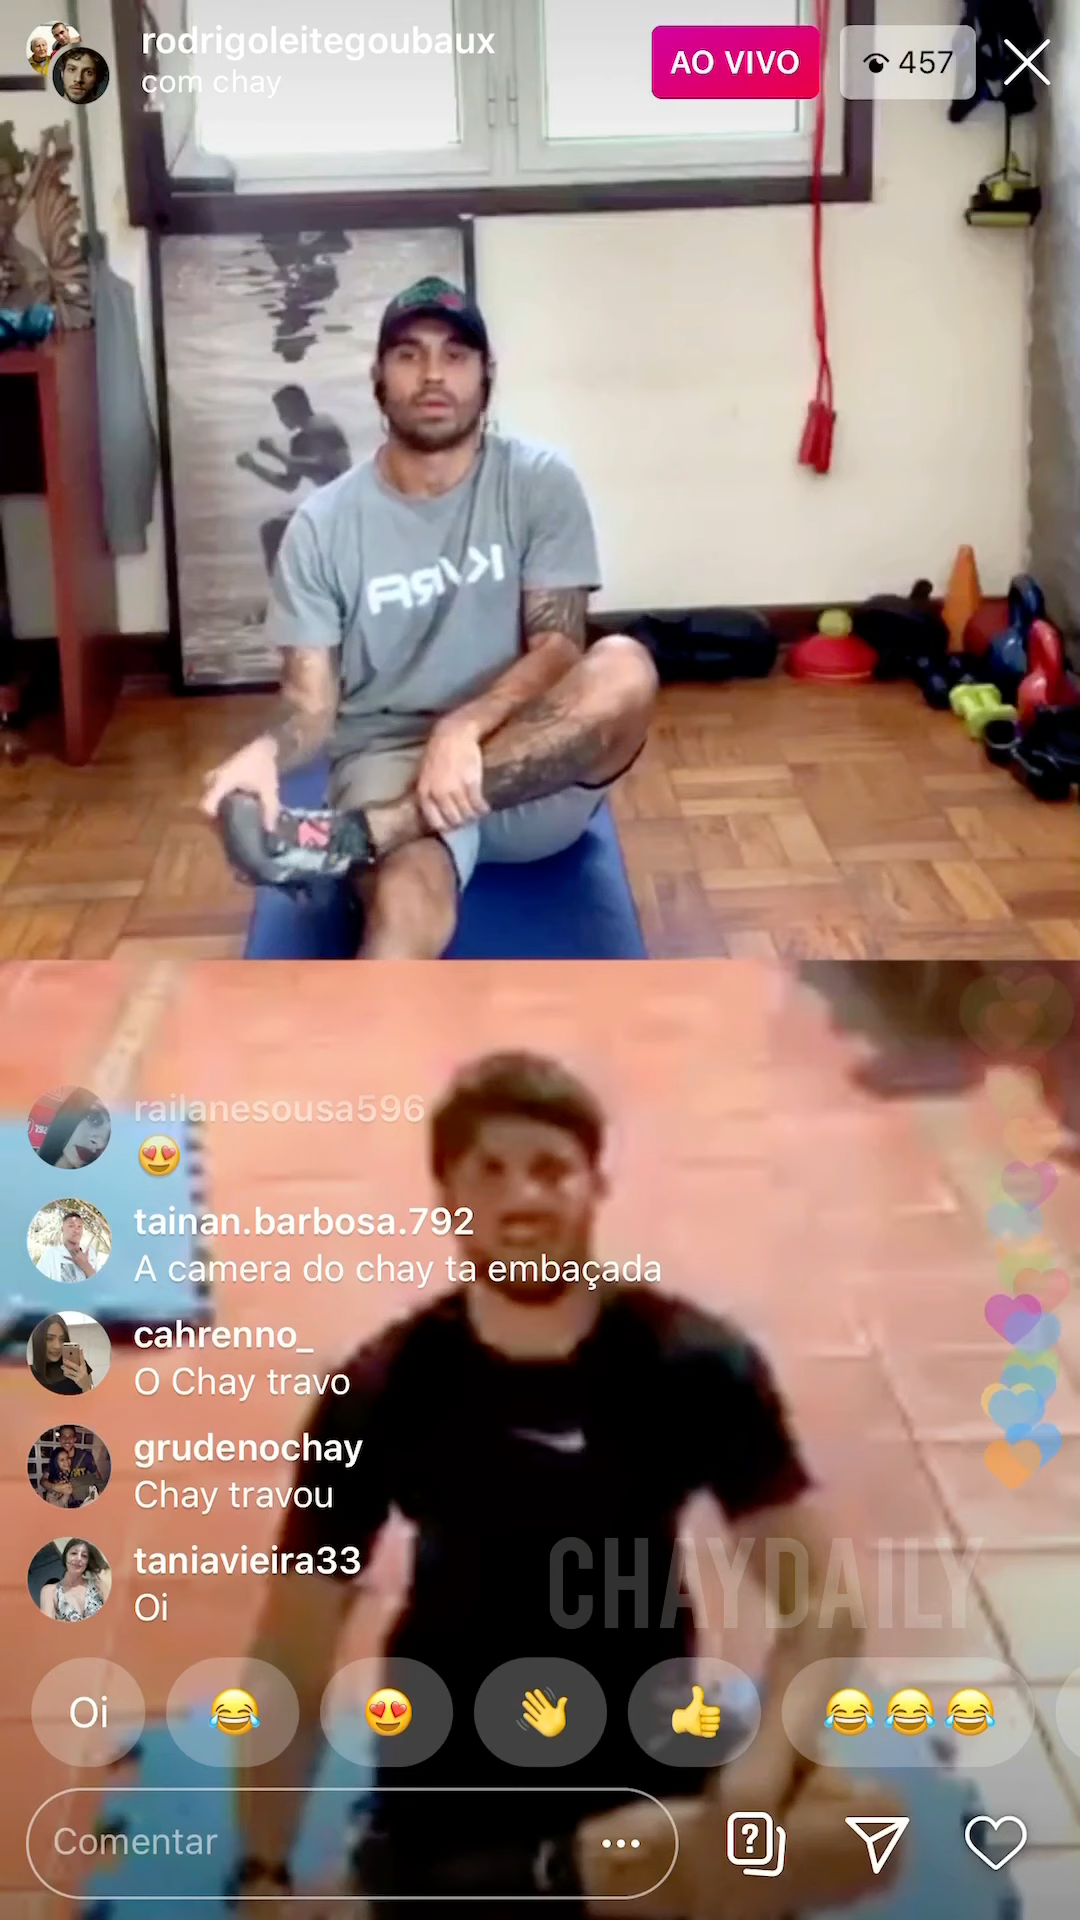 rodrigoleitegoubaux
com chay
AO VIVO
457
railanesousa596
😍
tainan.barbosa.792
A camera do chay ta embaçada
cahrenno_
O Chay travo
grudenochay
Chay travou
taniavieira33
Oi
CHAYDAILY
Oi
😂
😍
👋
👍
😂😂😂
Comentar